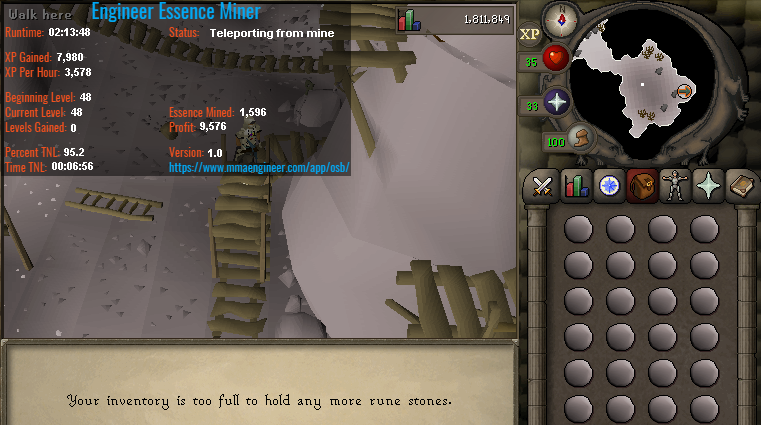 Walk here
Engineer Essence Miner
1,811,849
Runtime: 02:13:48
Status: Teleporting from mine
XP
XP Gained: 7,980
XP Per Hour: 3,578
35
Beginning Level: 48
Current Level: 48
Essence Mined: 1,596
33
Levels Gained: 0
Profit: 9,576
100
Percent TNL: 95.2
Version: 1.0
Time TNL: 00:06:56
https://www.mmaengineer.com/app/osb/
Your inventory is too full to hold any more rune stones.